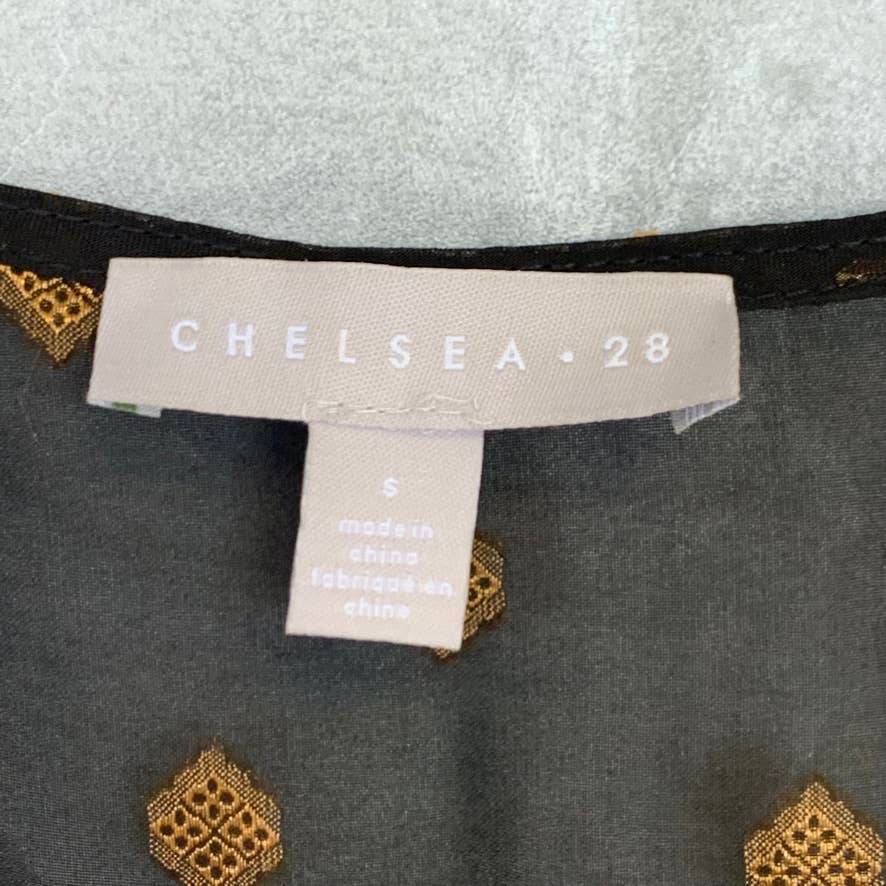 CHELSEA · 28
S
made in
china
fabriqué en
chine